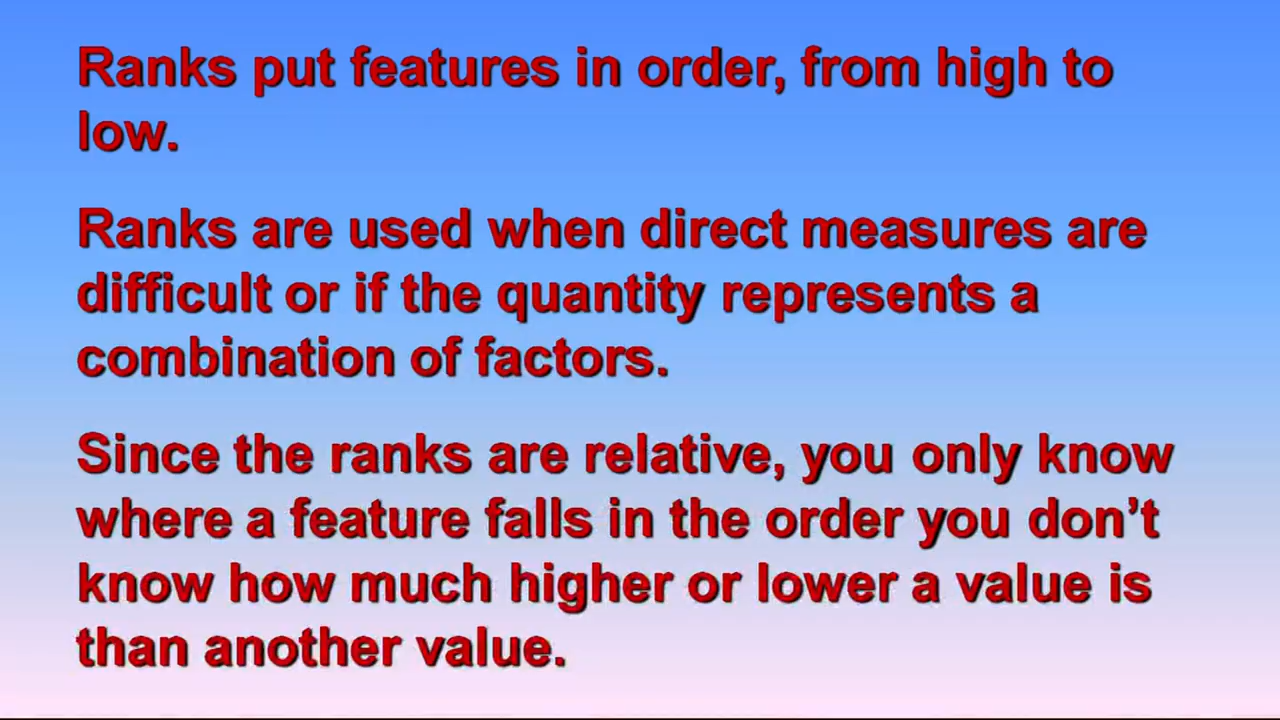 Ranks put features in order, from high to
low.
Ranks are used when direct measures are
difficult or if the quantity represents a
combination of factors.
Since the ranks are relative, you only know
where a feature falls in the order you don’t
know how much higher or lower a value is
than another value.